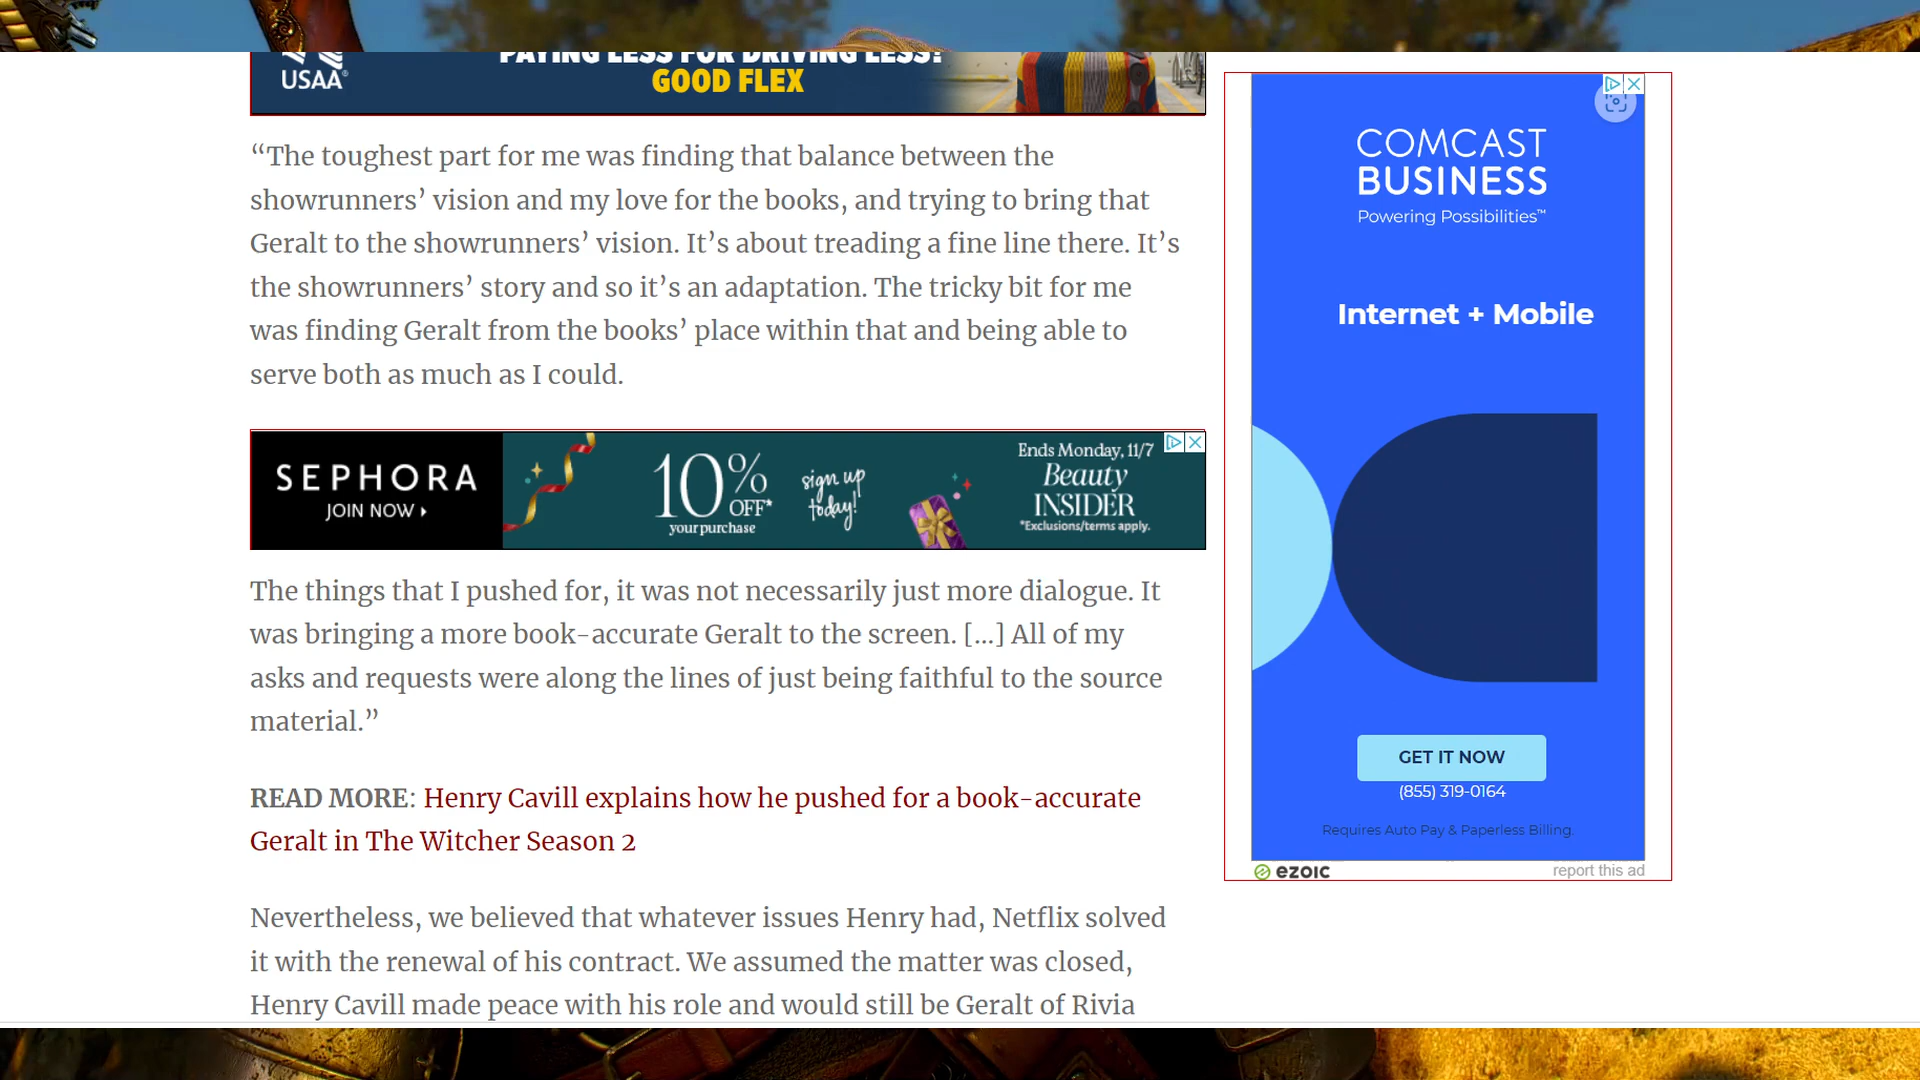 PAYING LESS FOR DRIVING LESS?
USAA®
GOOD FLEX
“The toughest part for me was finding that balance between the
showrunners’ vision and my love for the books, and trying to bring that
Geralt to the showrunners’ vision. It’s about treading a fine line there. It’s
the showrunners’ story and so it’s an adaptation. The tricky bit for me
was finding Geralt from the books’ place within that and being able to
serve both as much as I could.
SEPHORA
JOIN NOW
10% OFF*
your purchase
sign up
today!
Ends Monday, 11/7
Beauty
INSIDER
*Exclusions/terms apply.
The things that I pushed for, it was not necessarily just more dialogue. It
was bringing a more book-accurate Geralt to the screen. [...] All of my
asks and requests were along the lines of just being faithful to the source
material.”
READ MORE: Henry Cavill explains how he pushed for a book-accurate
Geralt in The Witcher Season 2
Nevertheless, we believed that whatever issues Henry had, Netflix solved
it with the renewal of his contract. We assumed the matter was closed,
Henry Cavill made peace with his role and would still be Geralt of Rivia
COMCAST
BUSINESS
Powering Possibilities™
Internet + Mobile
GET IT NOW
(855) 319-0164
Requires Auto Pay & Paperless Billing.
ezoic
report this ad